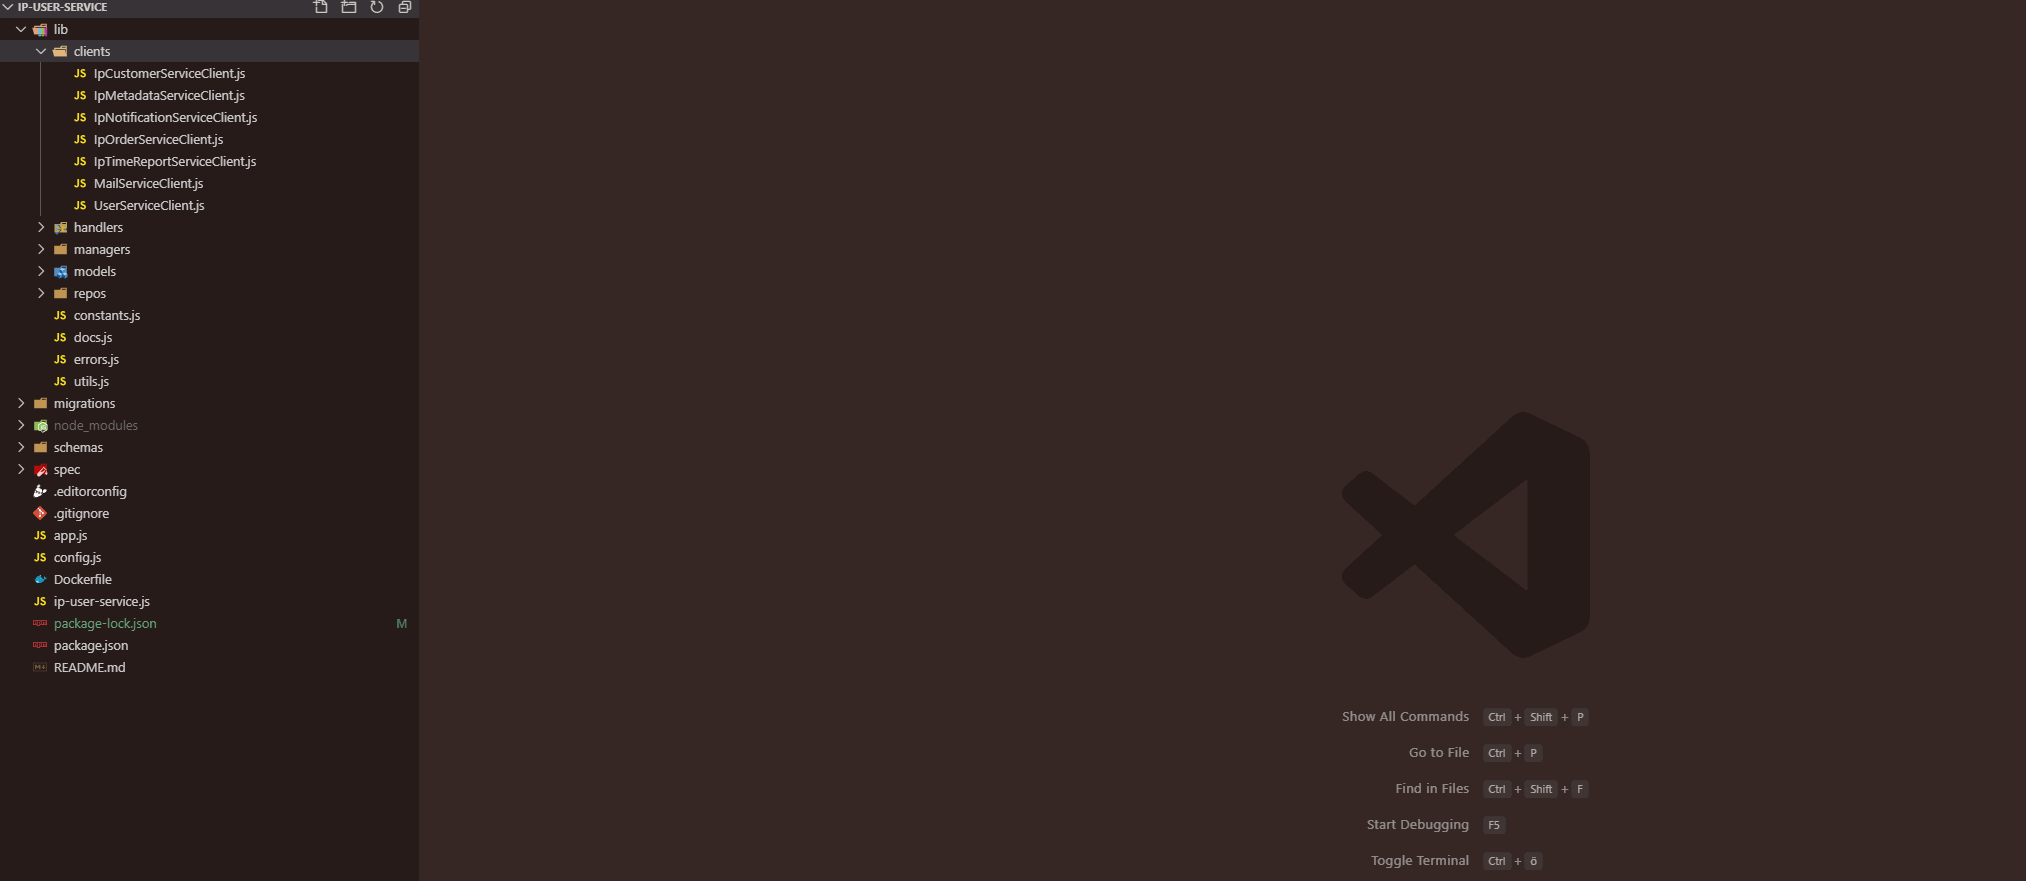 IP-USER-SERVICE
lib
clients
JS IpCustomerServiceClient.js
JS IpMetadataServiceClient.js
JS IpNotificationServiceClient.js
JS IpOrderServiceClient.js
JS IpTimeReportServiceClient.js
JS MailServiceClient.js
JS UserServiceClient.js
handlers
managers
models
repos
JS constants.js
JS docs.js
JS errors.js
JS utils.js
migrations
node_modules
schemas
spec
.editorconfig
.gitignore
JS app.js
JS config.js
Dockerfile
JS ip-user-service.js
package-lock.json M
package.json
README.md
Show All Commands Ctrl + Shift + P
Go to File Ctrl + P
Find in Files Ctrl + Shift + F
Start Debugging F5
Toggle Terminal Ctrl + ö